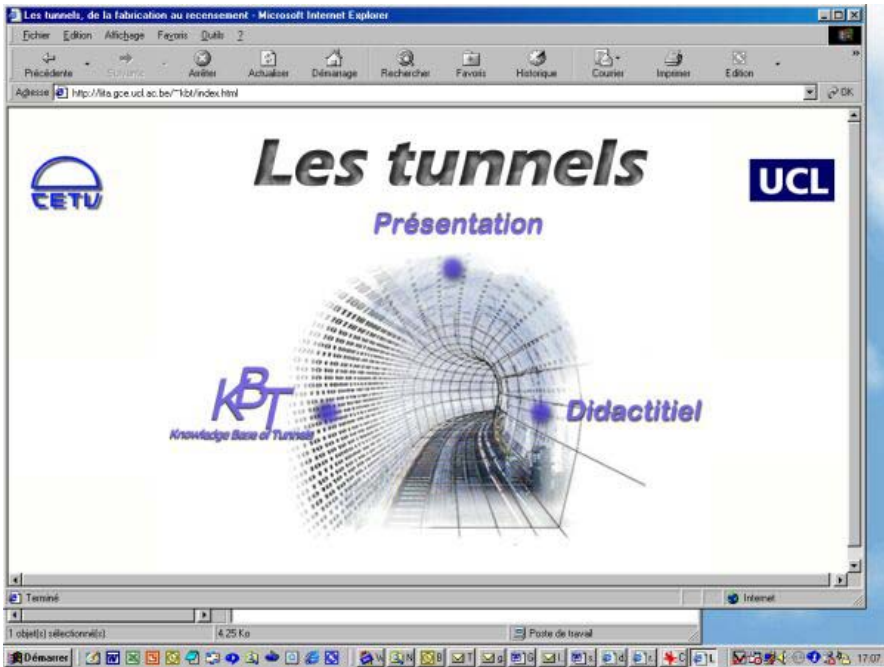 Les tunnels, de la fabrication au recensement - Microsoft Internet Explorer
Fichier Edition Affichage Favoris Outils ?
Précédente Suivante Arrêter Actualiser Démarrage Rechercher Favoris Historique Courrier Imprimer Edition
Adresse http://lita.gce.ucl.ac.be/~kbt/index.html OK
Les tunnels
CETU
UCL
Présentation
KBT
Knowledge Base of Tunnels
Didactitiel
Terminé Internet
1 objet(s) sélectionné(s) 4.25 Ko Poste de travail
Démarrer 17:07